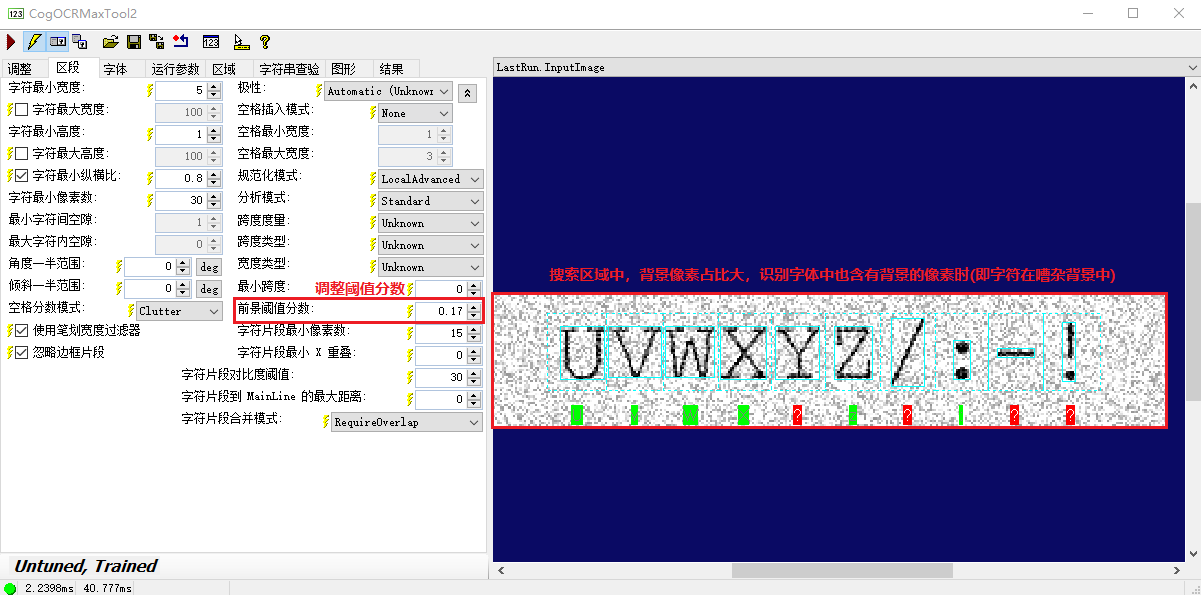 CogOCRMaxTool2
调整 区段 字体 运行参数 区域 字符串查验 图形 结果
LastRun.InputImage
字符最小宽度: 5
字符最大宽度: 100
字符最小高度: 1
字符最大高度: 100
字符最小纵横比: 0.8
字符最小像素数: 30
最小字符间空隙: 1
最大字符内空隙: 0
角度一半范围: 0 deg
倾斜一半范围: 0 deg
空格分数模式: Clutter
使用笔划宽度过滤器
忽略边框片段
极性: Automatic (Unknown
空格插入模式: None
空格最小宽度: 1
空格最大宽度: 3
规范化模式: LocalAdvanced
分析模式: Standard
跨度度量: Unknown
跨度类型: Unknown
宽度类型: Unknown
最小跨度: 0
调整阈值分数
前景阈值分数: 0.17
字符片段最小像素数: 15
字符片段最小 X 重叠: 0
字符片段对比度阈值: 30
字符片段到 MainLine 的最大距离: 0
字符片段合并模式: RequireOverlap
搜索区域中，背景像素占比大，识别字体中也含有背景的像素时(即字符在嘈杂背景中)
UVWXYZ/:-!
? ? ? ?
Untuned, Trained
2.2398ms 40.777ms